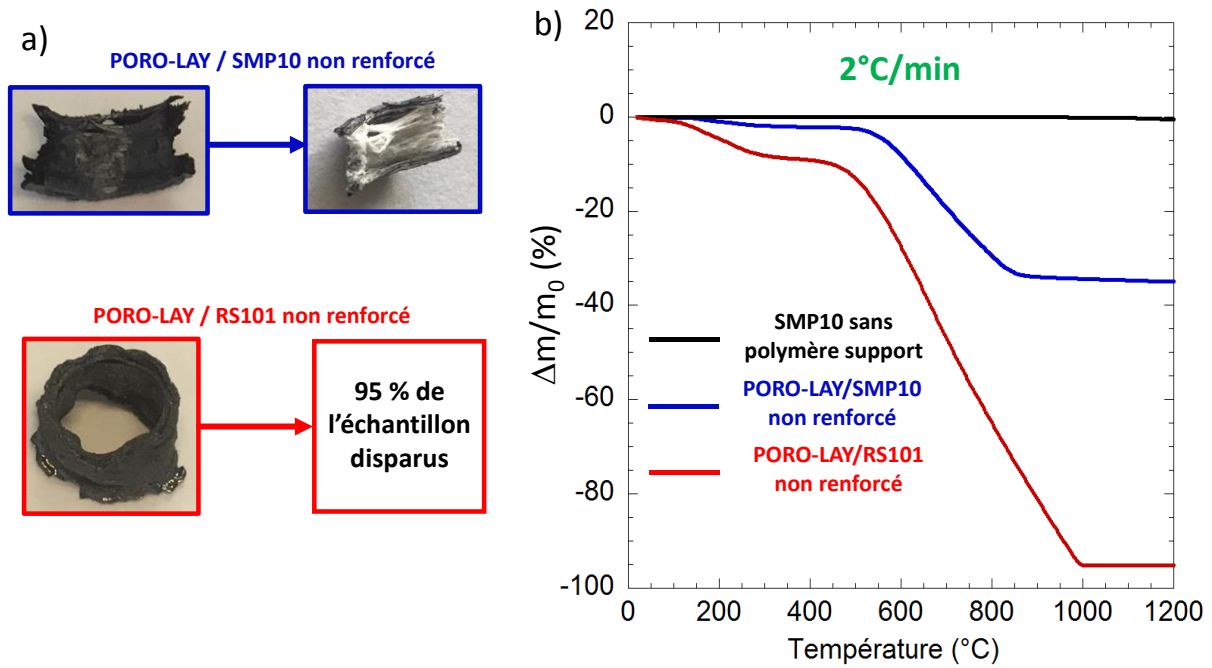 a)
PORO-LAY / SMP10 non renforcé
PORO-LAY / RS101 non renforcé
95 % de
l’échantillon
disparus
b)
2°C/min
20
0
-20
-40
-60
-80
-100
Δm/m0 (%)
SMP10 sans
polymère support
PORO-LAY/SMP10
non renforcé
PORO-LAY/RS101
non renforcé
0 200 400 600 800 1000 1200
Température (°C)